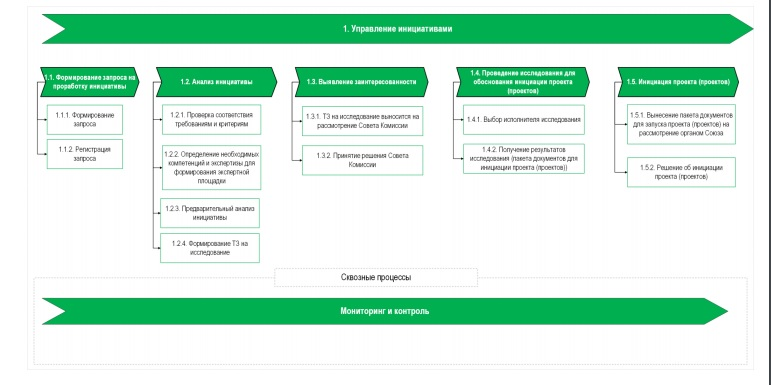 1. Управление инициативами
1.1. Формирование запроса на
проработку инициативы
1.1.1. Формирование
запроса
1.1.2. Регистрация
запроса
1.2. Анализ инициативы
1.2.1. Проверка соответствия
требованиям и критериям
1.2.2. Определение необходимых
компетенций и экспертизы для
формирования экспертной
площадки
1.2.3. Предварительный анализ
инициативы
1.2.4. Формирование ТЗ на
исследование
1.3. Выявление заинтересованности
1.3.1. ТЗ на исследование выносится на
рассмотрение Совета Комиссии
1.3.2. Принятие решения Совета
Комиссии
1.4. Проведение исследования для
обоснования инициации проекта
(проектов)
1.4.1. Выбор исполнителя исследования
1.4.2. Получение результатов
исследования (пакета документов для
инициации проекта (проектов))
1.5. Инициация проекта (проектов)
1.5.1. Вынесение пакета документов
для запуска проекта (проектов) на
рассмотрение органом Союза
1.5.2. Решение об инициации
проекта (проектов)
Сквозные процессы
Мониторинг и контроль